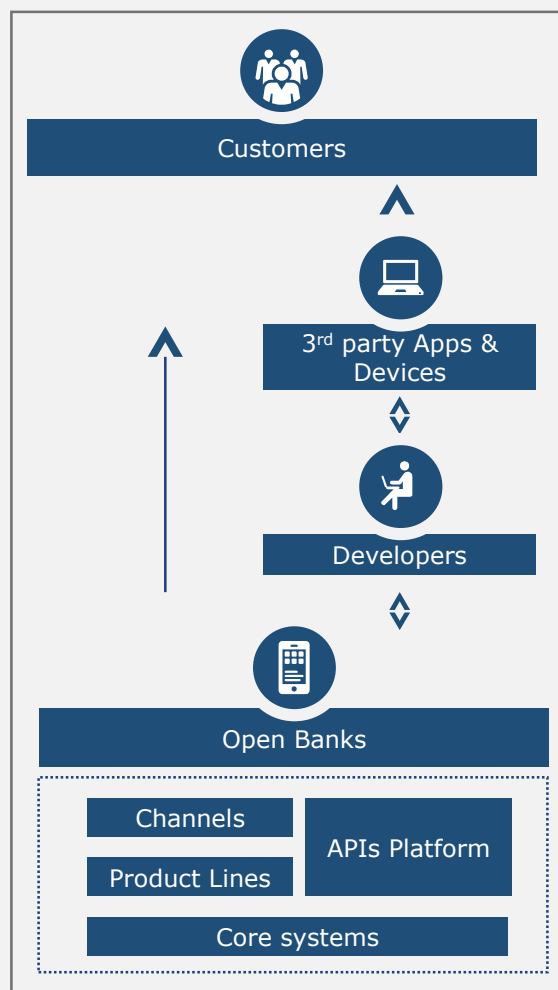 Customers
3rd party Apps &
Devices
Developers
Open Banks
Channels
APIs Platform
Product Lines
Core systems